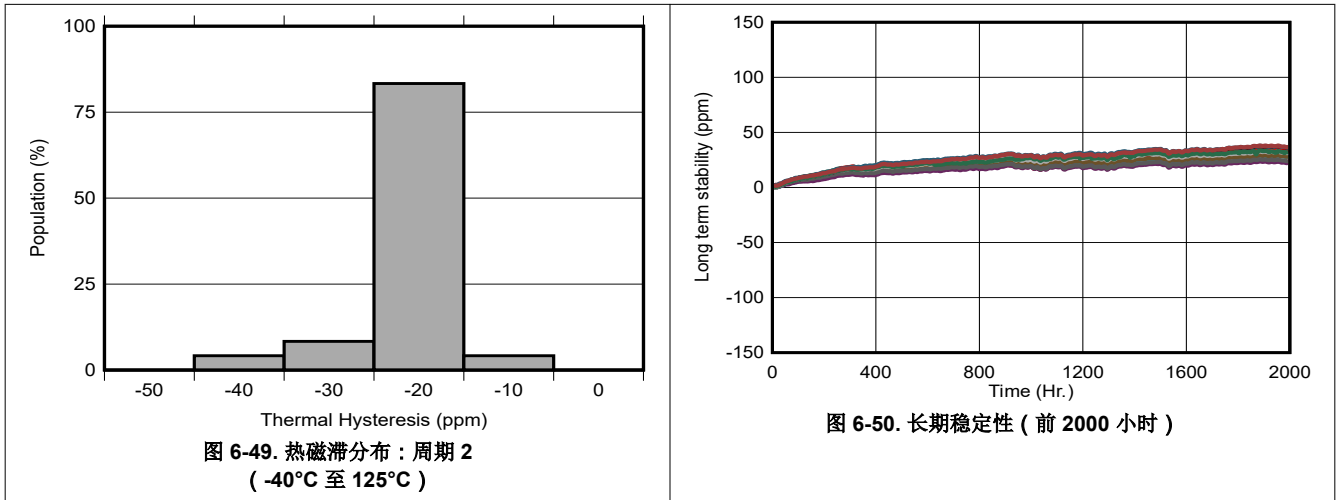 100
75
50
25
0
Population (%)
-50 -40 -30 -20 -10 0
Thermal Hysteresis (ppm)
图 6-49. 热磁滞分布：周期 2
（-40°C 至 125°C）
150
100
50
0
-50
-100
-150
Long term stability (ppm)
0 400 800 1200 1600 2000
Time (Hr.)
图 6-50. 长期稳定性（前 2000 小时）